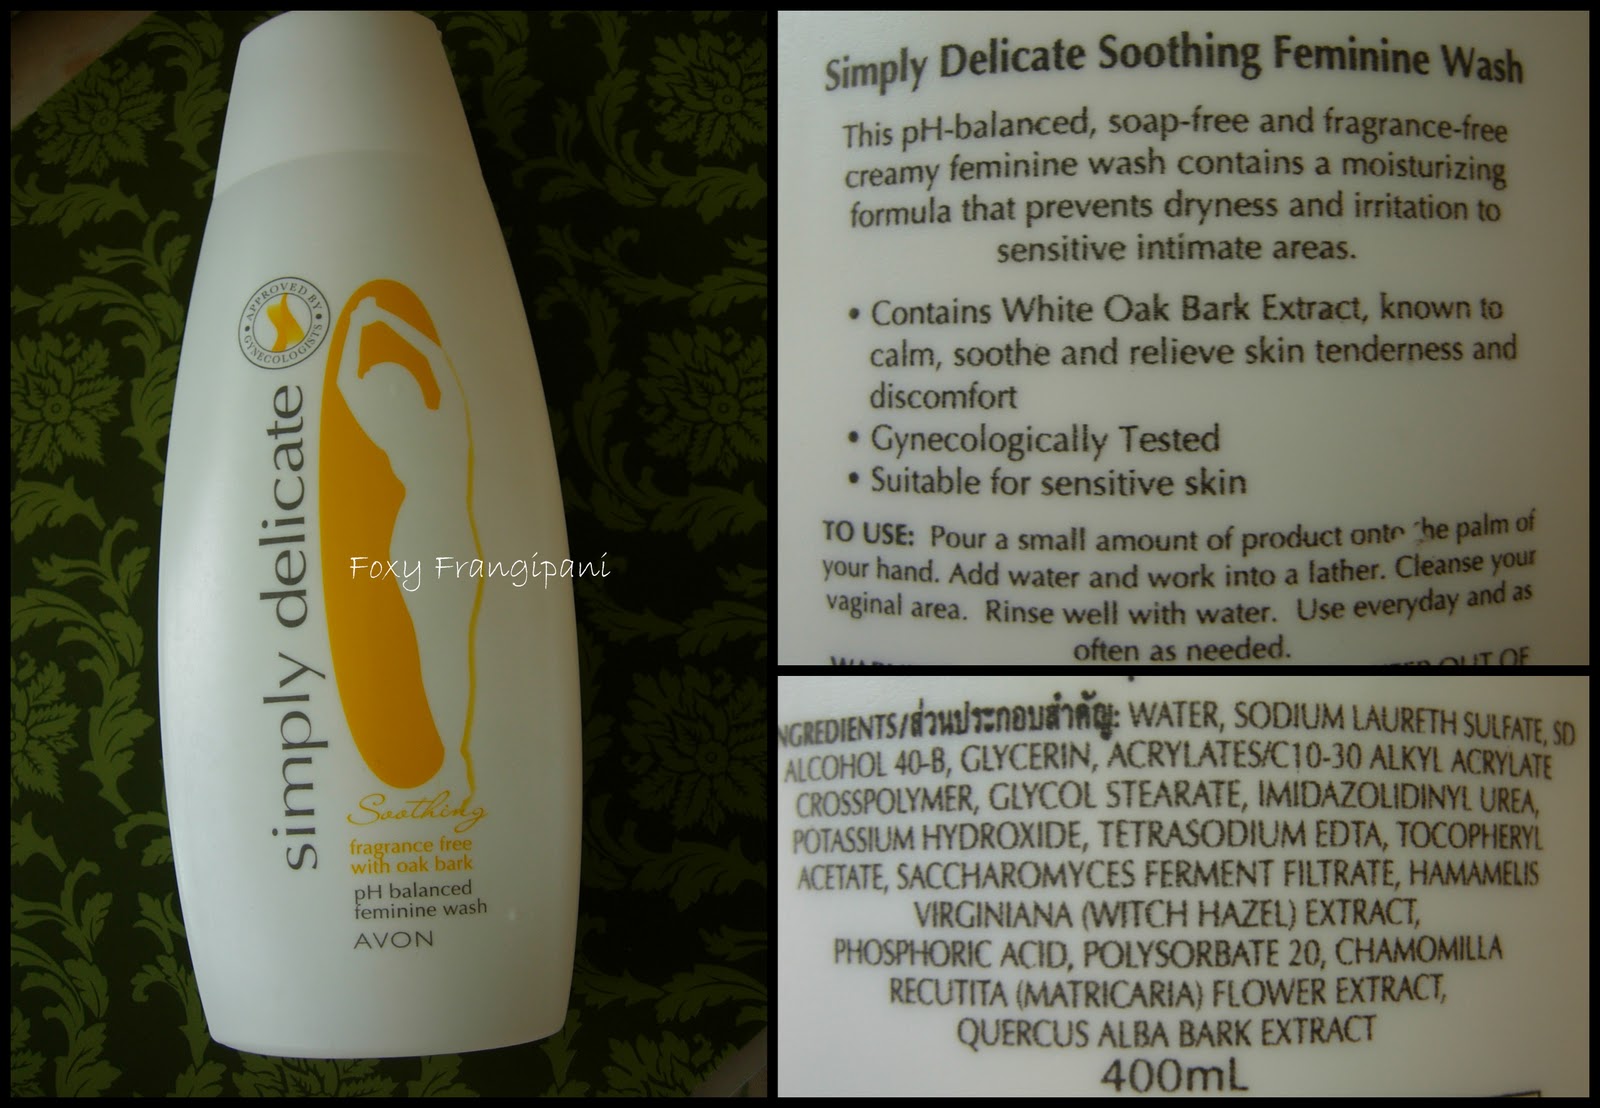 APPROVED BY
GYNECOLOGISTS
simply delicate
Foxy Frangipani
Soothing
fragrance free
with oak bark
pH balanced
feminine wash
AVON
Simply Delicate Soothing Feminine Wash
This pH-balanced, soap-free and fragrance-free
creamy feminine wash contains a moisturizing
formula that prevents dryness and irritation to
sensitive intimate areas.
• Contains White Oak Bark Extract, known to
calm, soothe and relieve skin tenderness and
discomfort
• Gynecologically Tested
• Suitable for sensitive skin
TO USE: Pour a small amount of product onto the palm of
your hand. Add water and work into a lather. Cleanse your
vaginal area. Rinse well with water. Use everyday and as
often as needed.
OUT OF
NGREDIENTS/ส่วนประกอบสำคัญ: WATER, SODIUM LAURETH SULFATE, SD
ALCOHOL 40-B, GLYCERIN, ACRYLATES/C10-30 ALKYL ACRYLATE
CROSSPOLYMER, GLYCOL STEARATE, IMIDAZOLIDINYL UREA,
POTASSIUM HYDROXIDE, TETRASODIUM EDTA, TOCOPHERYL
ACETATE, SACCHAROMYCES FERMENT FILTRATE, HAMAMELIS
VIRGINIANA (WITCH HAZEL) EXTRACT,
PHOSPHORIC ACID, POLYSORBATE 20, CHAMOMILLA
RECUTITA (MATRICARIA) FLOWER EXTRACT,
QUERCUS ALBA BARK EXTRACT
400mL